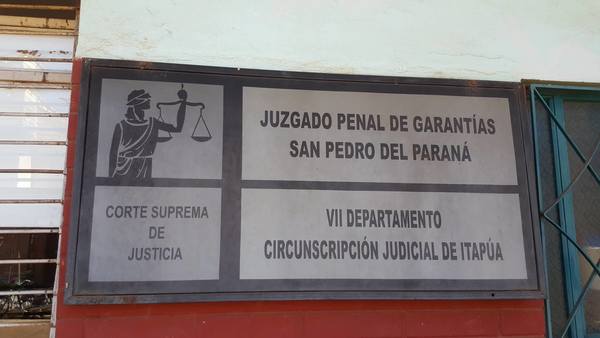 JUZGADO PENAL DE GARANTÍAS
SAN PEDRO DEL PARANÁ
CORTE SUPREMA
DE
JUSTICIA
VII DEPARTAMENTO
CIRCUNSCRIPCIÓN JUDICIAL DE ITAPÚA